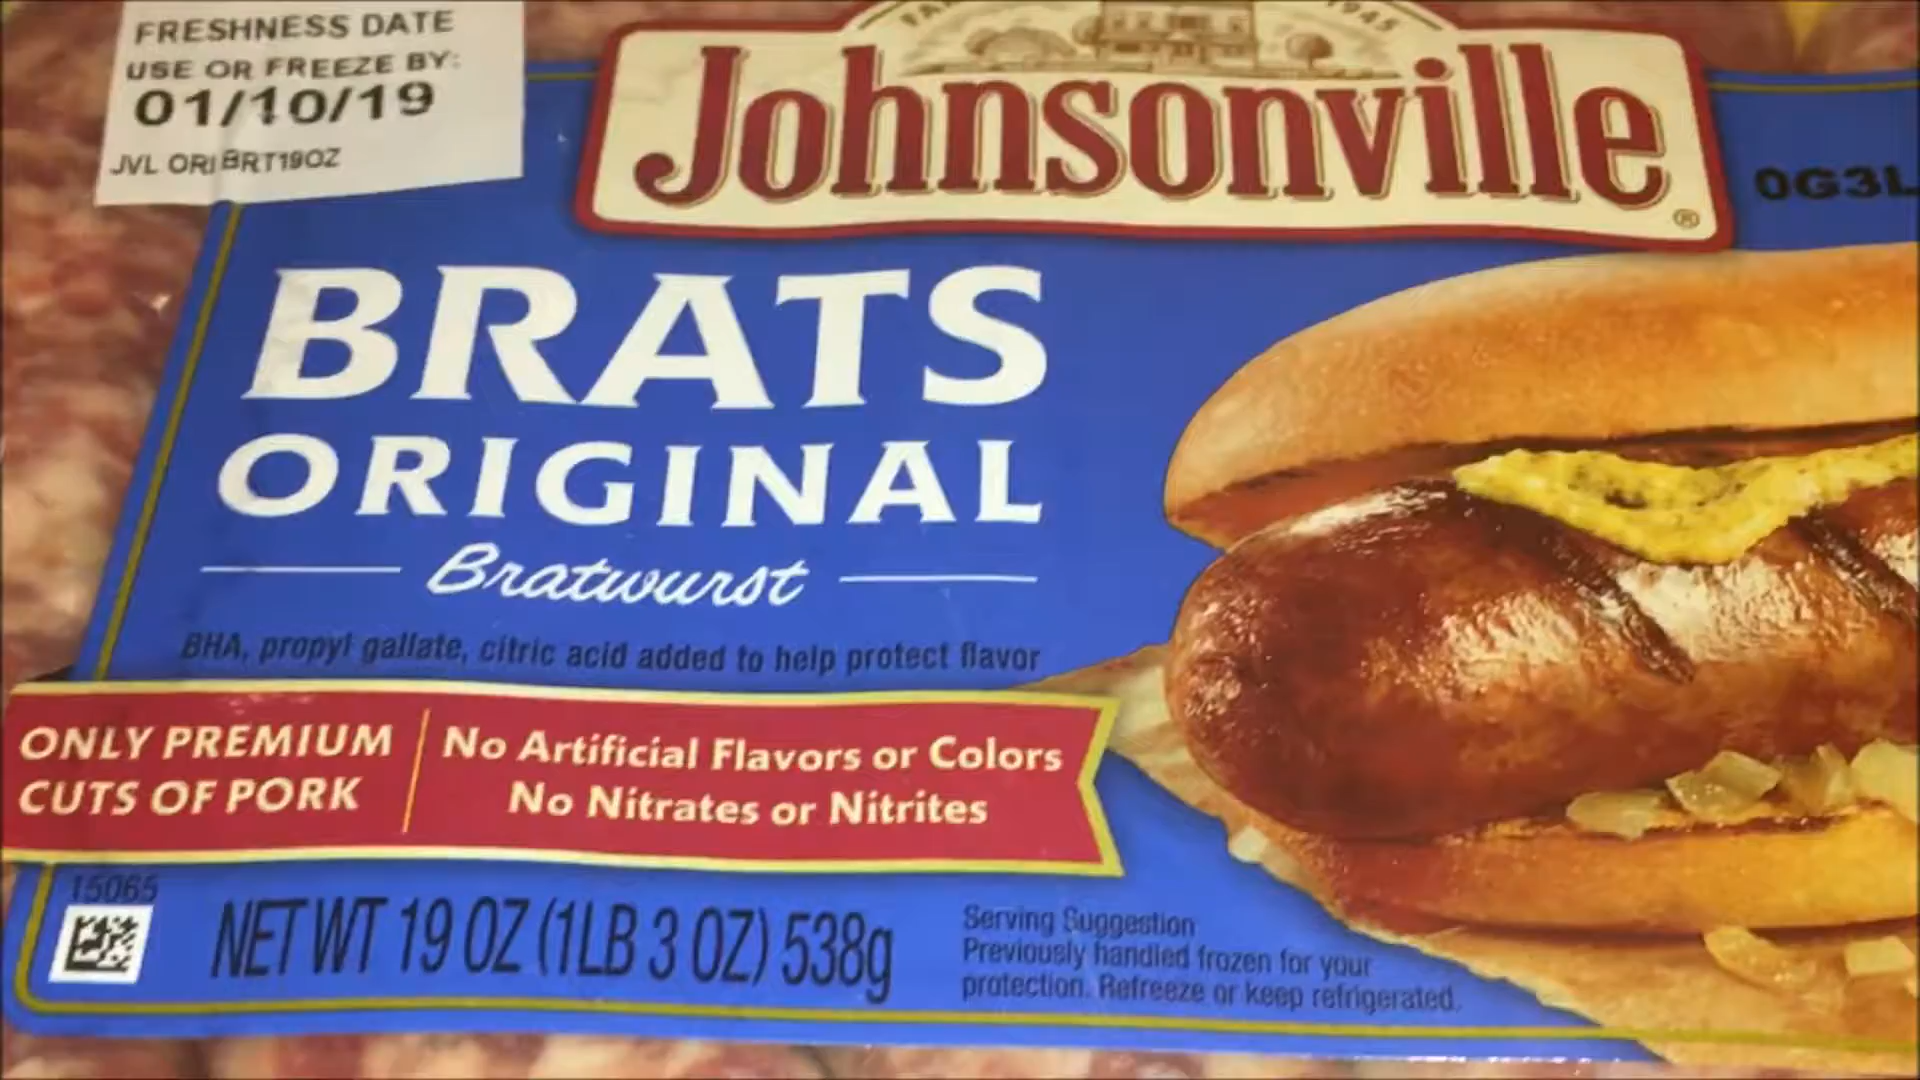 FRESHNESS DATE
USE OR FREEZE BY:
01/10/19
JVL ORI BRT19OZ
1945
Johnsonville
®
0G3L
BRATS
ORIGINAL
Bratwurst
BHA, propyl gallate, citric acid added to help protect flavor
ONLY PREMIUM
CUTS OF PORK
No Artificial Flavors or Colors
No Nitrates or Nitrites
15065
NET WT 19 OZ (1LB 3 OZ) 538g
Serving Suggestion
Previously handled frozen for your
protection. Refreeze or keep refrigerated.